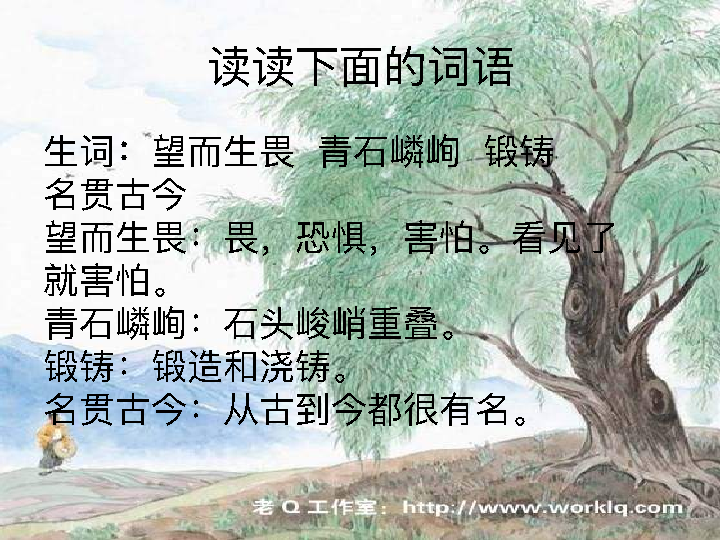 读读下面的词语
生词：望而生畏 青石嶙峋 锻铸
名贯古今
望而生畏：畏，恐惧，害怕。看见了
就害怕。
青石嶙峋：石头峻峭重叠。
锻铸：锻造和浇铸。
名贯古今：从古到今都很有名。
老 Q 工作室：http://www.worklq.com